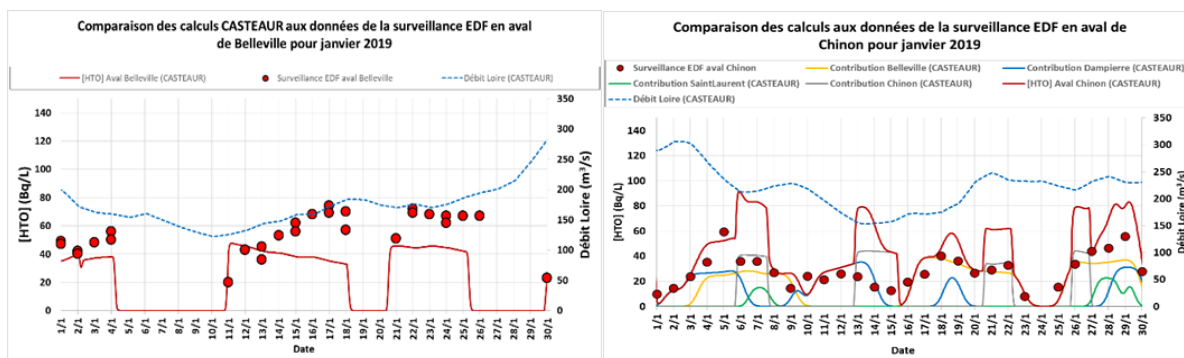 Comparaison des calculs CASTEAUR aux données de la surveillance EDF en aval
de Belleville pour janvier 2019
[HTO] Aval Belleville (CASTEAUR)
Surveillance EDF aval Belleville
Débit Loire (CASTEAUR)
[HTO] (Bq/L)
140
120
100
80
60
40
20
0
350
300
250
200
150
100
50
0
Débit Loire (m³/s)
1/1 2/1 3/1 4/1 5/1 6/1 7/1 8/1 9/1 10/1 11/1 12/1 13/1 14/1 15/1 16/1 17/1 18/1 19/1 20/1 21/1 22/1 23/1 24/1 25/1 26/1 27/1 28/1 29/1 30/1
Date
Comparaison des calculs aux données de la surveillance EDF en aval de
Chinon pour janvier 2019
Surveillance EDF aval Chinon
Contribution Belleville (CASTEAUR)
Contribution Dampierre (CASTEAUR)
Contribution SaintLaurent (CASTEAUR)
Contribution Chinon (CASTEAUR)
[HTO] Aval Chinon (CASTEAUR)
Débit Loire (CASTEAUR)
[HTO] (Bq/L)
140
120
100
80
60
40
20
0
350
300
250
200
150
100
50
0
Débit Loire (m³/s)
1/1 2/1 3/1 4/1 5/1 6/1 7/1 8/1 9/1 10/1 11/1 12/1 13/1 14/1 15/1 16/1 17/1 18/1 19/1 20/1 21/1 22/1 23/1 24/1 25/1 26/1 27/1 28/1 29/1 30/1
Date